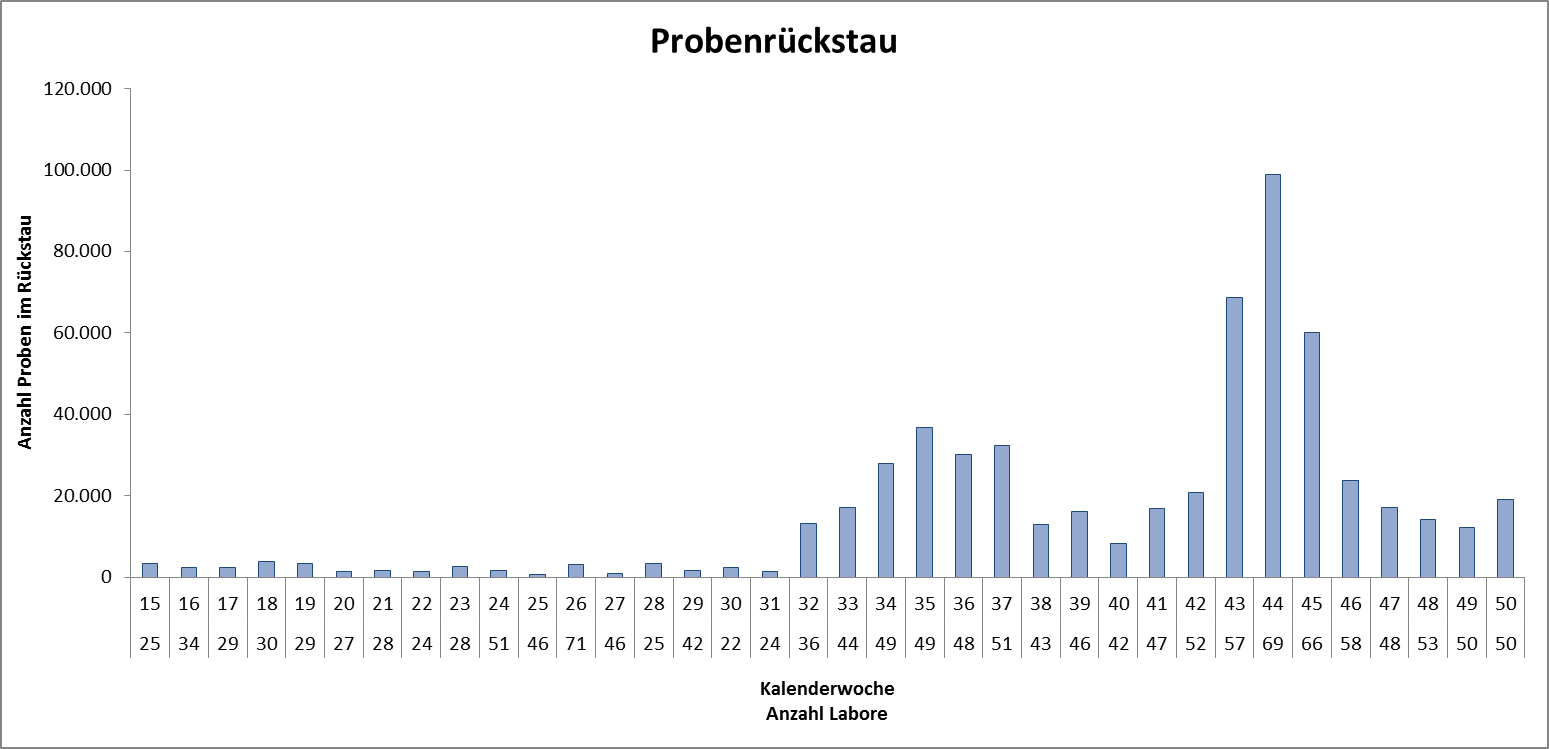 Probenrückstau
120.000
100.000
80.000
60.000
40.000
20.000
0
Anzahl Proben im Rückstau
15 16 17 18 19 20 21 22 23 24 25 26 27 28 29 30 31 32 33 34 35 36 37 38 39 40 41 42 43 44 45 46 47 48 49 50
25 34 29 30 29 27 28 24 28 51 46 71 46 25 42 22 24 36 44 49 49 48 51 43 46 42 47 52 57 69 66 58 48 53 50 50
Kalenderwoche
Anzahl Labore